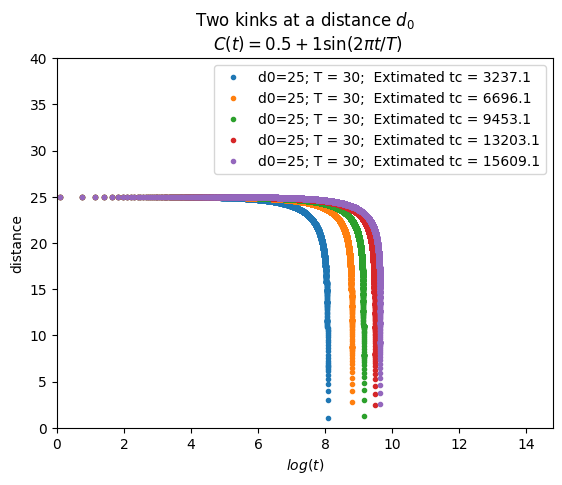 Two kinks at a distance $d_0$
$C(t) = 0.5 + 1\sin(2\pi t/T)$
40
35
30
25
20
15
10
5
0
distance
d0=25; T = 30;  Extimated tc = 3237.1
d0=25; T = 30;  Extimated tc = 6696.1
d0=25; T = 30;  Extimated tc = 9453.1
d0=25; T = 30;  Extimated tc = 13203.1
d0=25; T = 30;  Extimated tc = 15609.1
0 2 4 6 8 10 12 14
log(t)